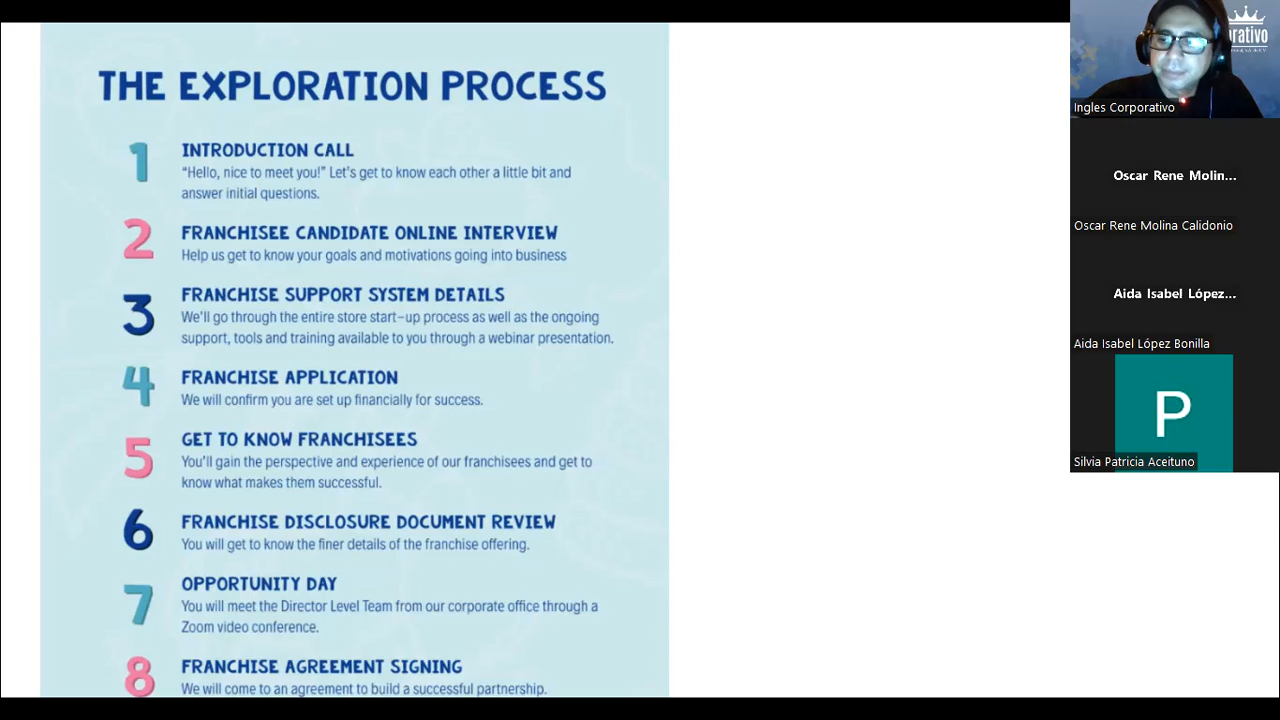 THE EXPLORATION PROCESS
1
INTRODUCTION CALL
“Hello, nice to meet you!” Let's get to know each other a little bit and
answer initial questions.
2
FRANCHISEE CANDIDATE ONLINE INTERVIEW
Help us get to know your goals and motivations going into business
3
FRANCHISE SUPPORT SYSTEM DETAILS
We'll go through the entire store start-up process as well as the ongoing
support, tools and training available to you through a webinar presentation.
4
FRANCHISE APPLICATION
We will confirm you are set up financially for success.
5
GET TO KNOW FRANCHISEES
You'll gain the perspective and experience of our franchisees and get to
know what makes them successful.
6
FRANCHISE DISCLOSURE DOCUMENT REVIEW
You will get to know the finer details of the franchise offering.
7
OPPORTUNITY DAY
You will meet the Director Level Team from our corporate office through a
Zoom video conference.
8
FRANCHISE AGREEMENT SIGNING
We will come to an agreement to build a successful partnership.
orativo
Ingles Corporativo
Oscar Rene Molin...
Oscar Rene Molina Calidonio
Aida Isabel López...
Aida Isabel López Bonilla
P
Silvia Patricia Aceituno